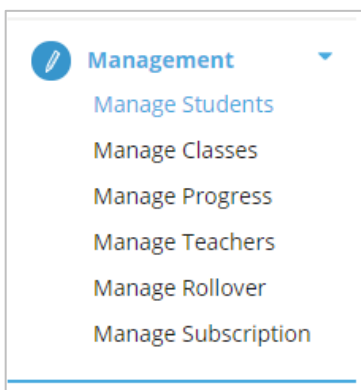 Management
Manage Students
Manage Classes
Manage Progress
Manage Teachers
Manage Rollover
Manage Subscription